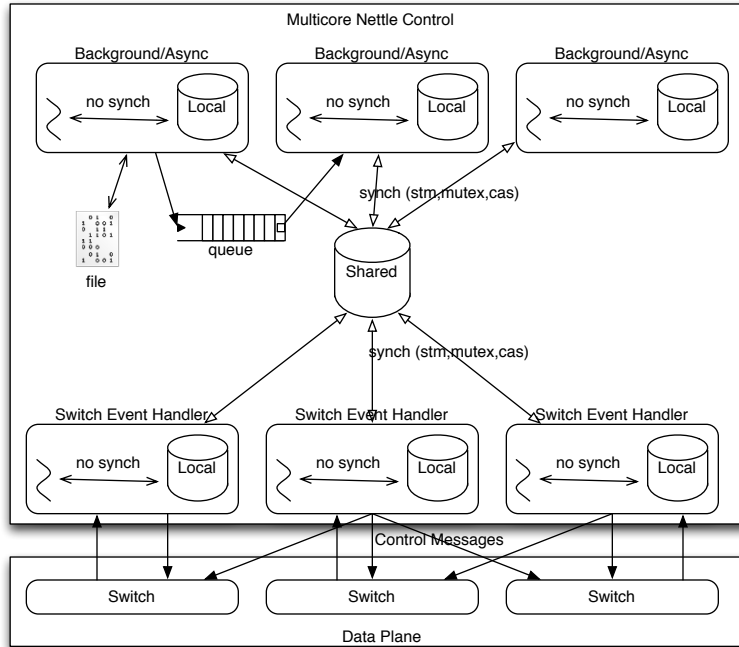 Multicore Nettle Control
Background/Async
Background/Async
Background/Async
no synch
Local
no synch
Local
no synch
Local
synch (stm,mutex,cas)
queue
file
Shared
synch (stm,mutex,cas)
Switch Event Handler
Switch Event Handler
Switch Event Handler
no synch
Local
no synch
Local
no synch
Local
Control Messages
Switch
Switch
Switch
Data Plane